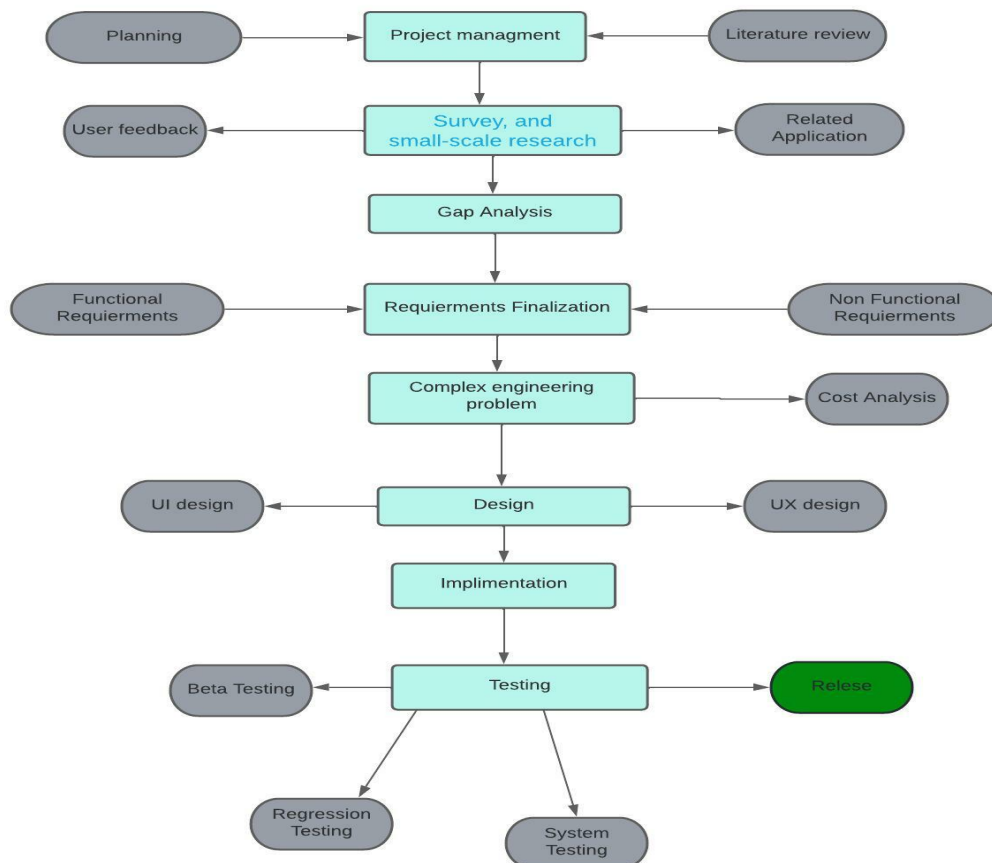 Planning
Project managment
Literature review
User feedback
Survey, and
small-scale research
Related
Application
Gap Analysis
Functional
Requierments
Requierments Finalization
Non Functional
Requierments
Complex engineering
problem
Cost Analysis
UI design
Design
UX design
Implimentation
Beta Testing
Testing
Relese
Regression
Testing
System
Testing